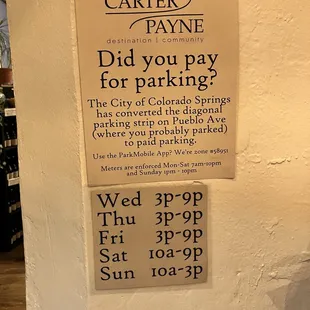 CARTER
PAYNE
destination | community
Did you pay
for parking?
The City of Colorado Springs
has converted the diagonal
parking strip on Pueblo Ave
(where you probably parked)
to paid parking.
Use the ParkMobile App? We're zone #58951
Meters are enforced Mon-Sat 7am-10pm
and Sunday 1pm - 10pm
Wed 3p-9p
Thu 3p-9p
Fri 3p-9p
Sat 10a-9p
Sun 10a-3p